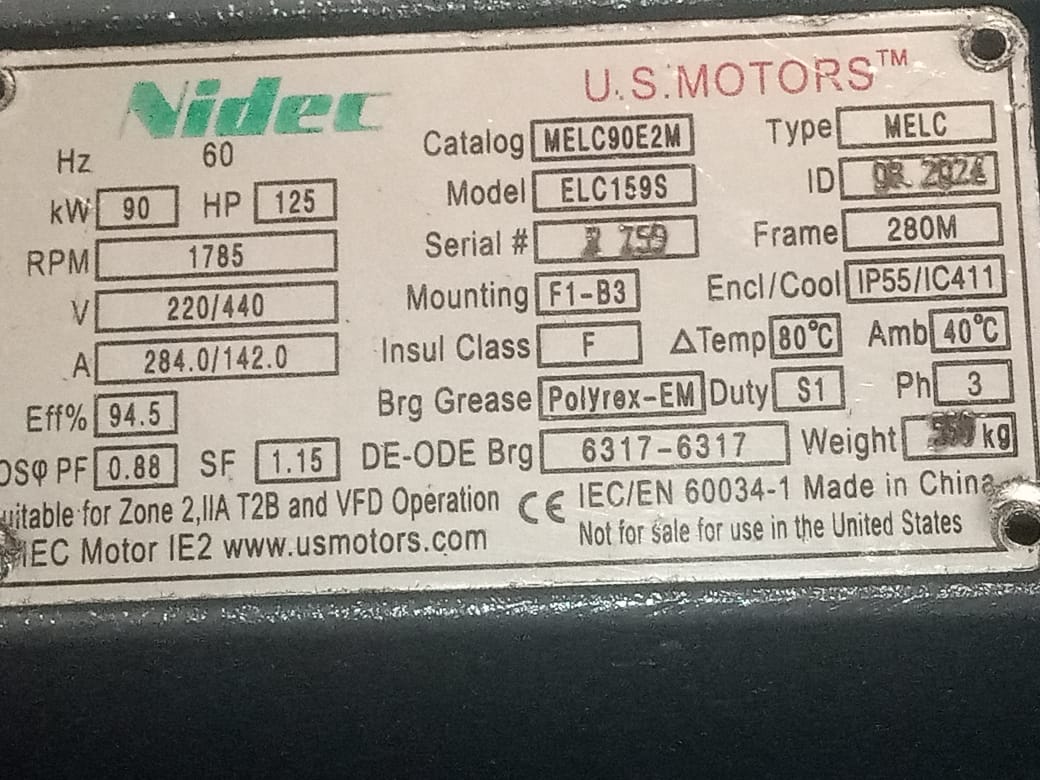 Nidec U.S.MOTORS™
Hz 60 Catalog MELC90E2M Type MELC
kW 90 HP 125 Model ELC159S ID 2024
RPM 1785 Serial # 759 Frame 280M
V 220/440 Mounting F1-B3 Encl/Cool IP55/IC411
A 284.0/142.0 Insul Class F ΔTemp 80°C Amb 40°C
Eff% 94.5 Brg Grease Polyrex-EM Duty S1 Ph 3
OSφ PF 0.88 SF 1.15 DE-ODE Brg 6317-6317 Weight kg
uitable for Zone 2,IIA T2B and VFD Operation CE IEC/EN 60034-1 Made in China
IEC Motor IE2 www.usmotors.com Not for sale for use in the United States